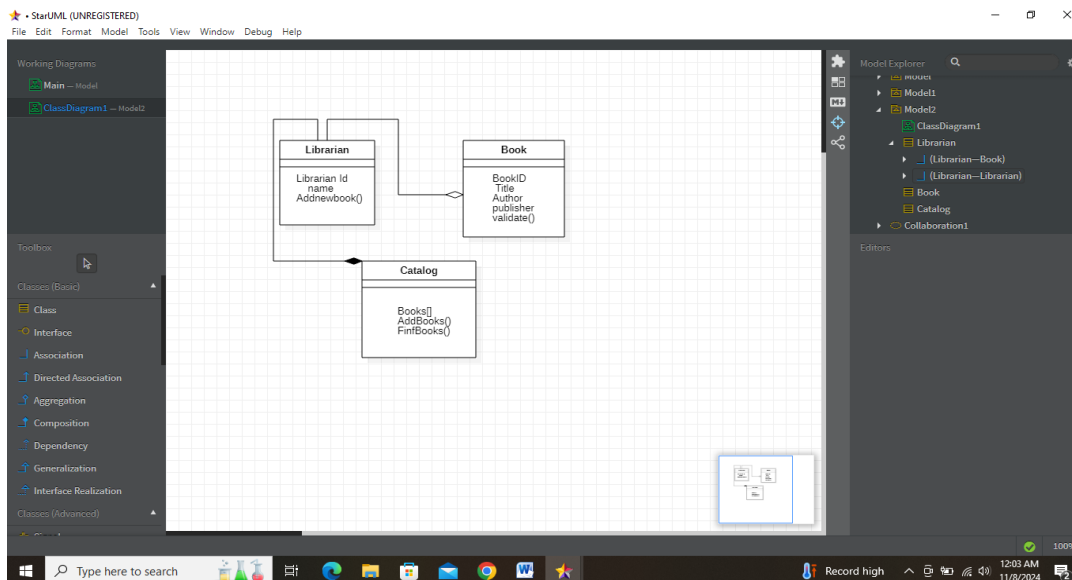 • StarUML (UNREGISTERED)
File Edit Format Model Tools View Window Debug Help
Working Diagrams
Main — Model
ClassDiagram1 — Model2
Toolbox
Classes (Basic)
Class
Interface
Association
Directed Association
Aggregation
Composition
Dependency
Generalization
Interface Realization
Classes (Advanced)
Librarian
Librarian Id
name
Addnewbook()
Book
BookID
Title
Author
publisher
validate()
Catalog
Books[]
AddBooks()
FinfBooks()
Model Explorer
Model
Model1
Model2
ClassDiagram1
Librarian
(Librarian—Book)
(Librarian—Librarian)
Book
Catalog
Collaboration1
Editors
100%
Type here to search
Record high
12:03 AM
11/8/2024